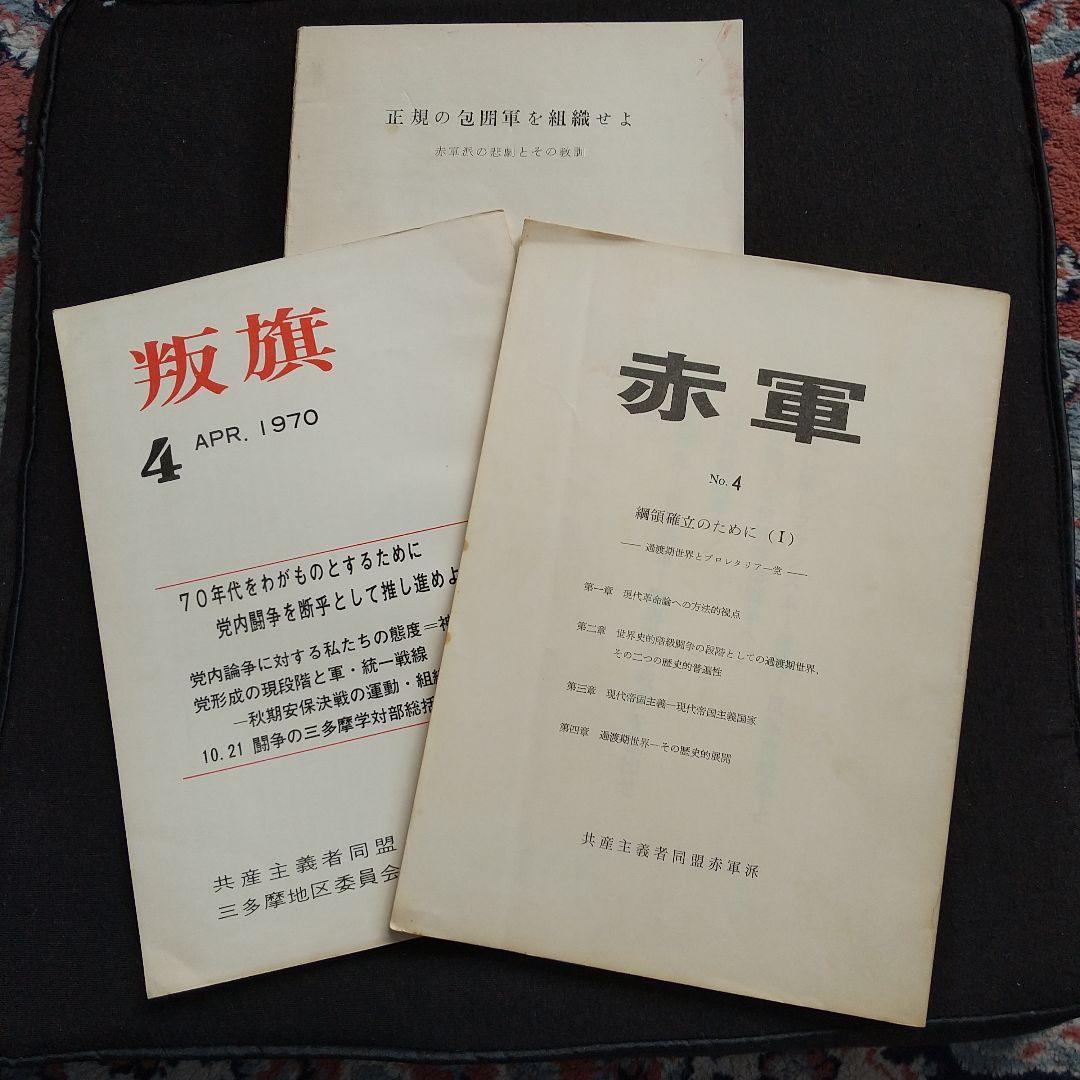 正規の包囲軍を組織せよ
赤軍派の悲劇とその教訓
叛旗
4 APR. 1970
70年代をわがものとするために
党内闘争を断乎として推し進めよ
党内論争に対する私たちの態度＝神
党形成の現段階と軍・統一戦線
―秋期安保決戦の運動・組織
10.21 闘争の三多摩学対部総括
共産主義者同盟
三多摩地区委員会
赤軍
No. 4
綱領確立のために (I)
―― 過渡期世界とプロレタリア一党 ――
第一章 現代革命論への方法的視点
第二章 世界史的階級闘争の段階としての過渡期世界、
その二つの歴史的普遍性
第三章 現代帝国主義―現代帝国主義国家
第四章 過渡期世界―その歴史的展開
共産主義者同盟赤軍派